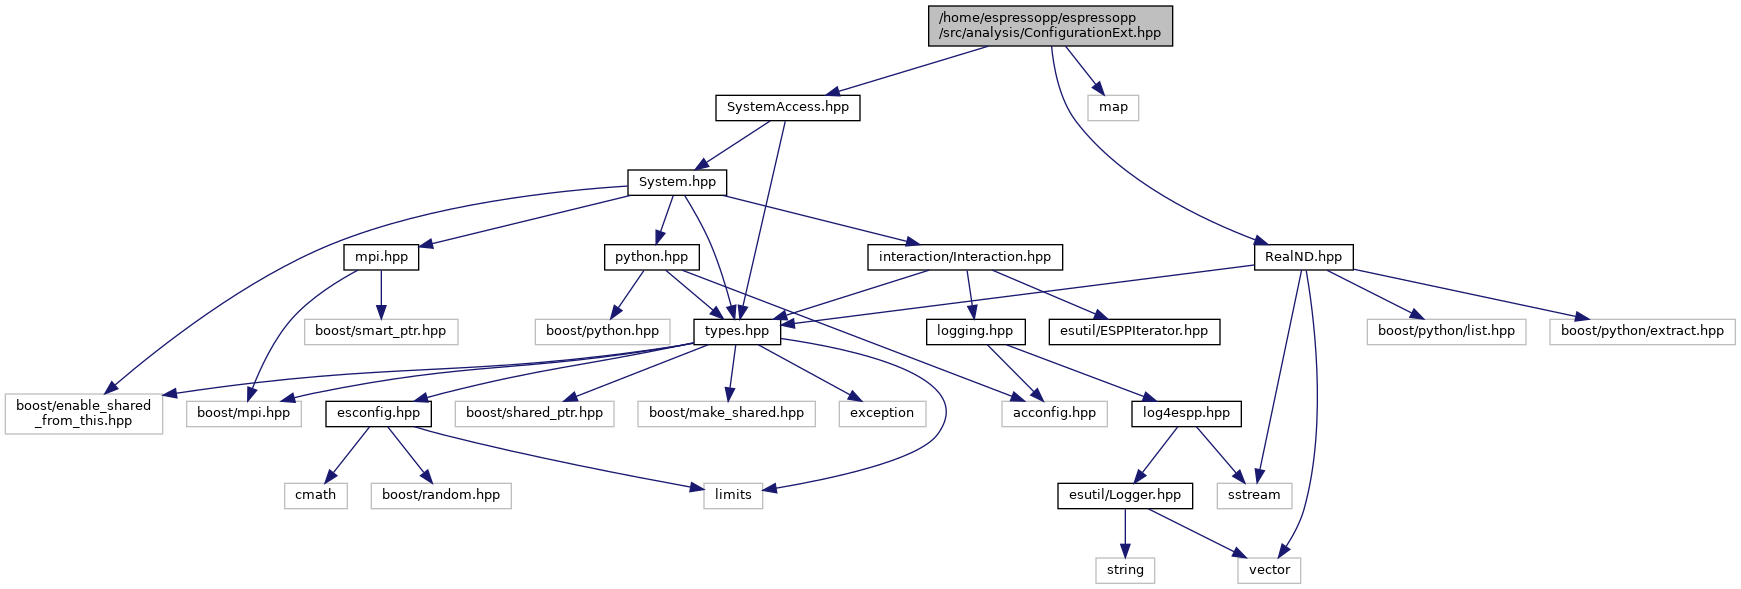 /home/espressopp/espressopp
/src/analysis/ConfigurationExt.hpp
SystemAccess.hpp
map
System.hpp
mpi.hpp
python.hpp
interaction/Interaction.hpp
RealND.hpp
boost/smart_ptr.hpp
boost/python.hpp
types.hpp
logging.hpp
esutil/ESPPIterator.hpp
boost/python/list.hpp
boost/python/extract.hpp
boost/enable_shared
_from_this.hpp
boost/mpi.hpp
esconfig.hpp
boost/shared_ptr.hpp
boost/make_shared.hpp
exception
acconfig.hpp
log4espp.hpp
cmath
boost/random.hpp
limits
esutil/Logger.hpp
sstream
string
vector